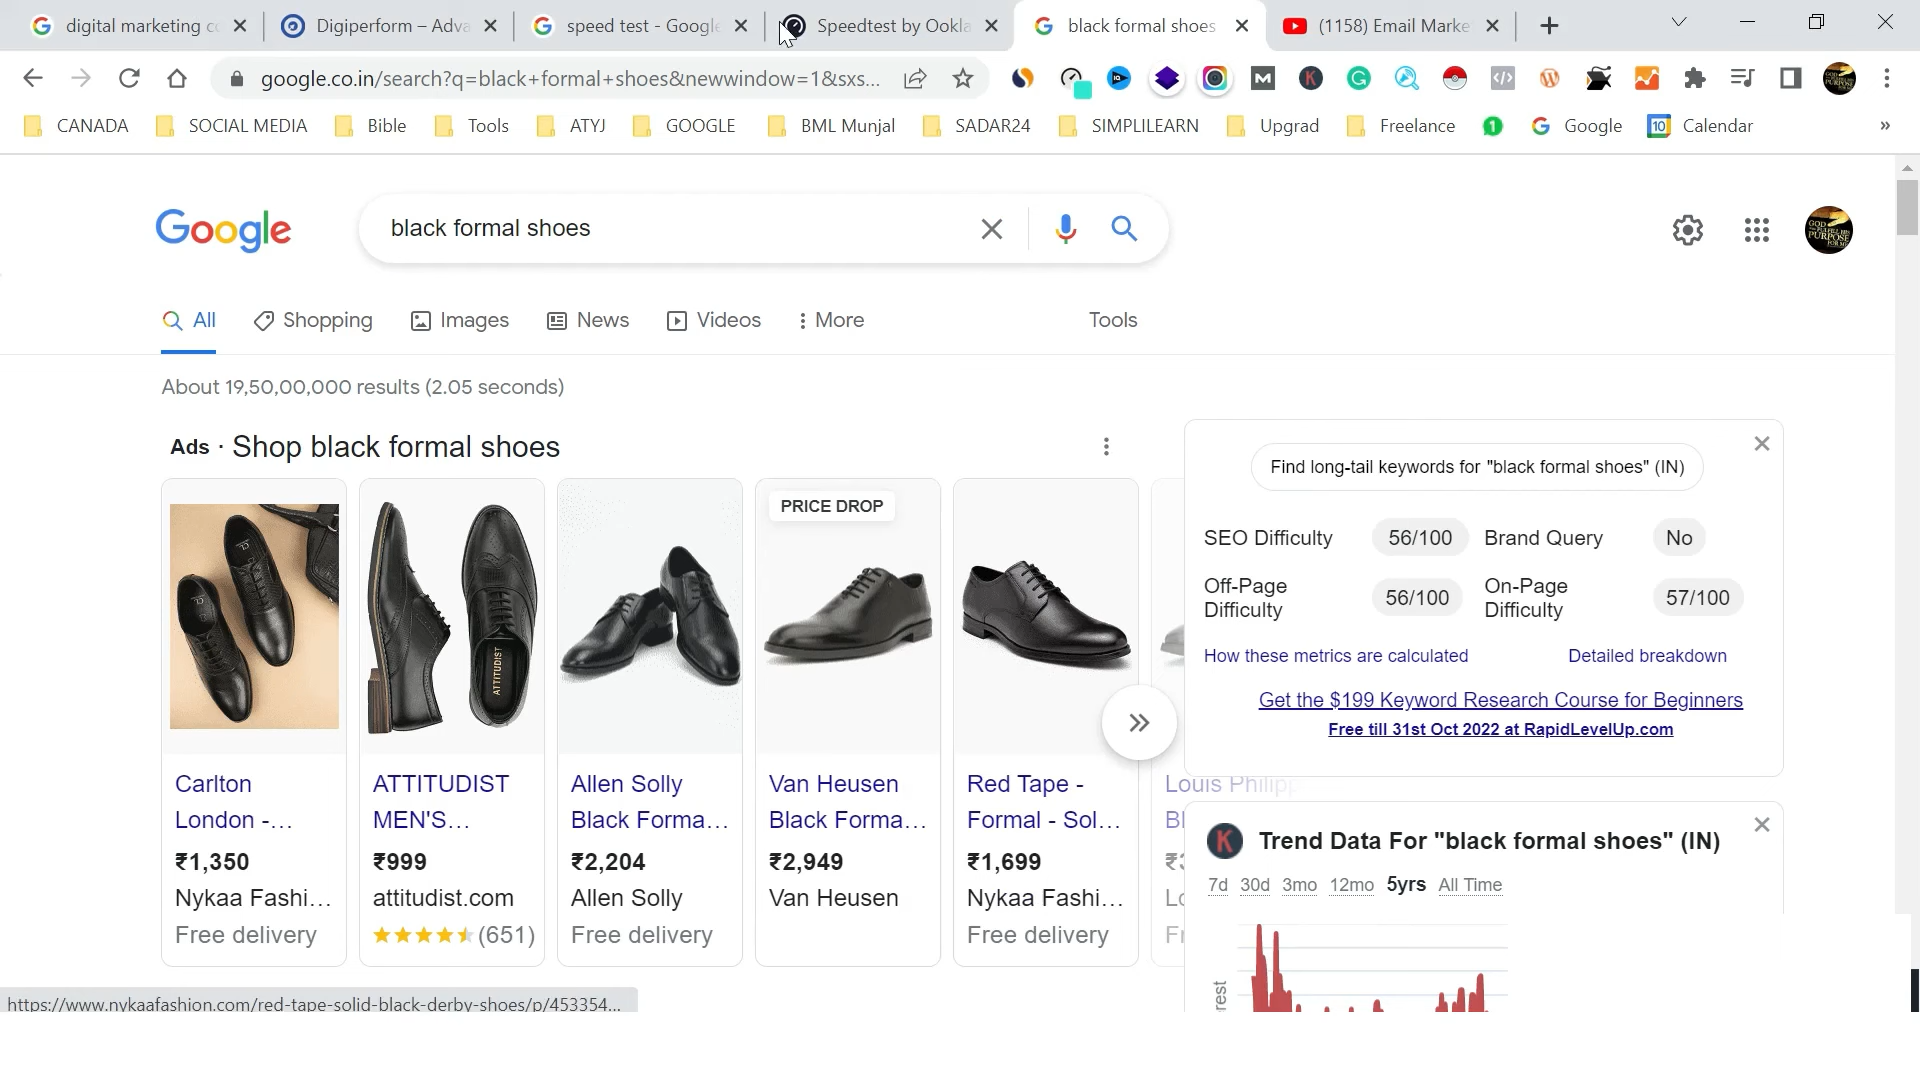 digital marketing co
Digiperform – Adva
speed test - Google
Speedtest by Ookla
black formal shoes
(1158) Email Marke
google.co.in/search?q=black+formal+shoes&newwindow=1&sxs...
CANADA
SOCIAL MEDIA
Bible
Tools
ATYJ
GOOGLE
BML Munjal
SADAR24
SIMPLILEARN
Upgrad
Freelance
Google
Calendar
Google
black formal shoes
All
Shopping
Images
News
Videos
More
Tools
About 19,50,00,000 results (2.05 seconds)
Ads · Shop black formal shoes
PRICE DROP
ATTITUDIST
Carlton
London -...
₹1,350
Nykaa Fashi...
Free delivery
ATTITUDIST
MEN'S...
₹999
attitudist.com
(651)
Allen Solly
Black Forma...
₹2,204
Allen Solly
Free delivery
Van Heusen
Black Forma...
₹2,949
Van Heusen
Red Tape -
Formal - Sol...
₹1,699
Nykaa Fashi...
Free delivery
Louis Philipp
Find long-tail keywords for "black formal shoes" (IN)
SEO Difficulty 56/100 Brand Query No
Off-Page Difficulty 56/100 On-Page Difficulty 57/100
How these metrics are calculated
Detailed breakdown
Get the $199 Keyword Research Course for Beginners
Free till 31st Oct 2022 at RapidLevelUp.com
Trend Data For "black formal shoes" (IN)
7d 30d 3mo 12mo 5yrs All Time
https://www.nykaafashion.com/red-tape-solid-black-derby-shoes/p/453354...